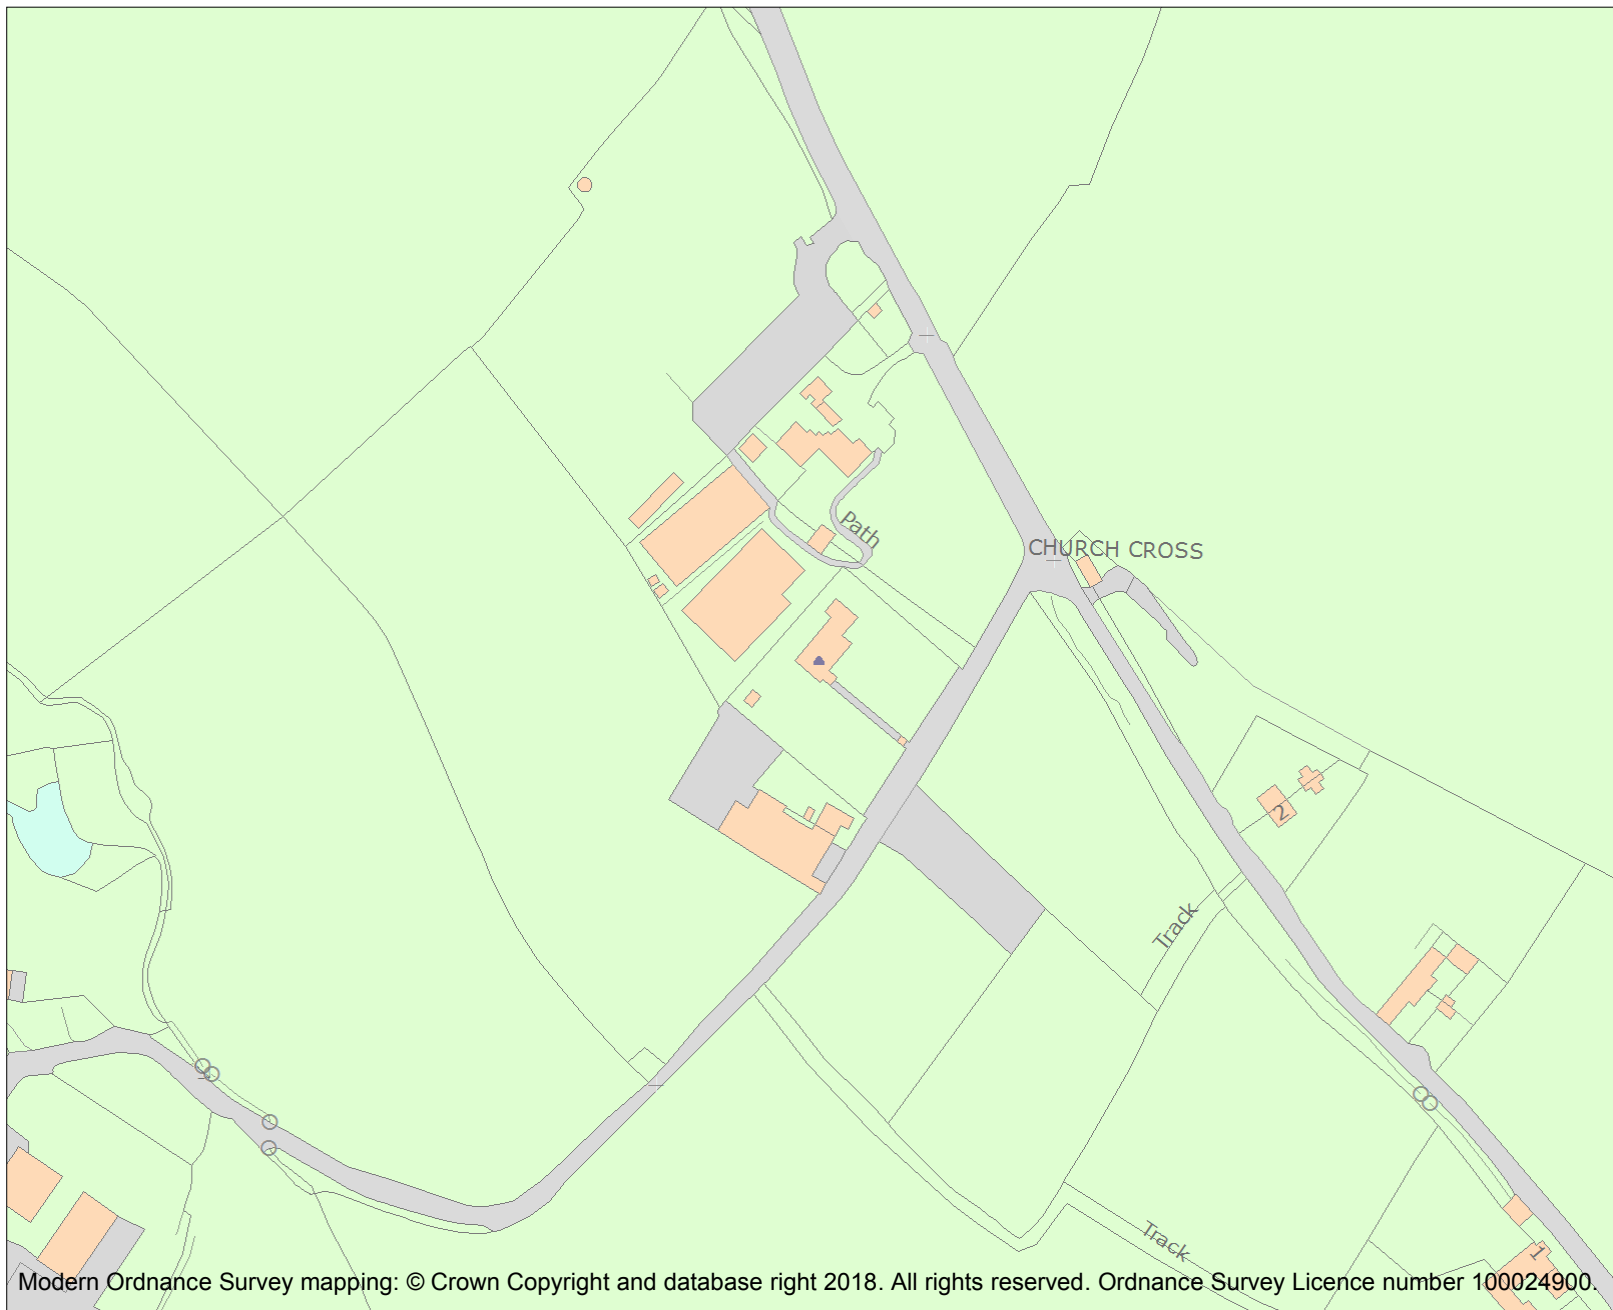 Path
CHURCH CROSS
2
Track
Track
1
Modern Ordnance Survey mapping: © Crown Copyright and database right 2018. All rights reserved. Ordnance Survey Licence number 100024900.